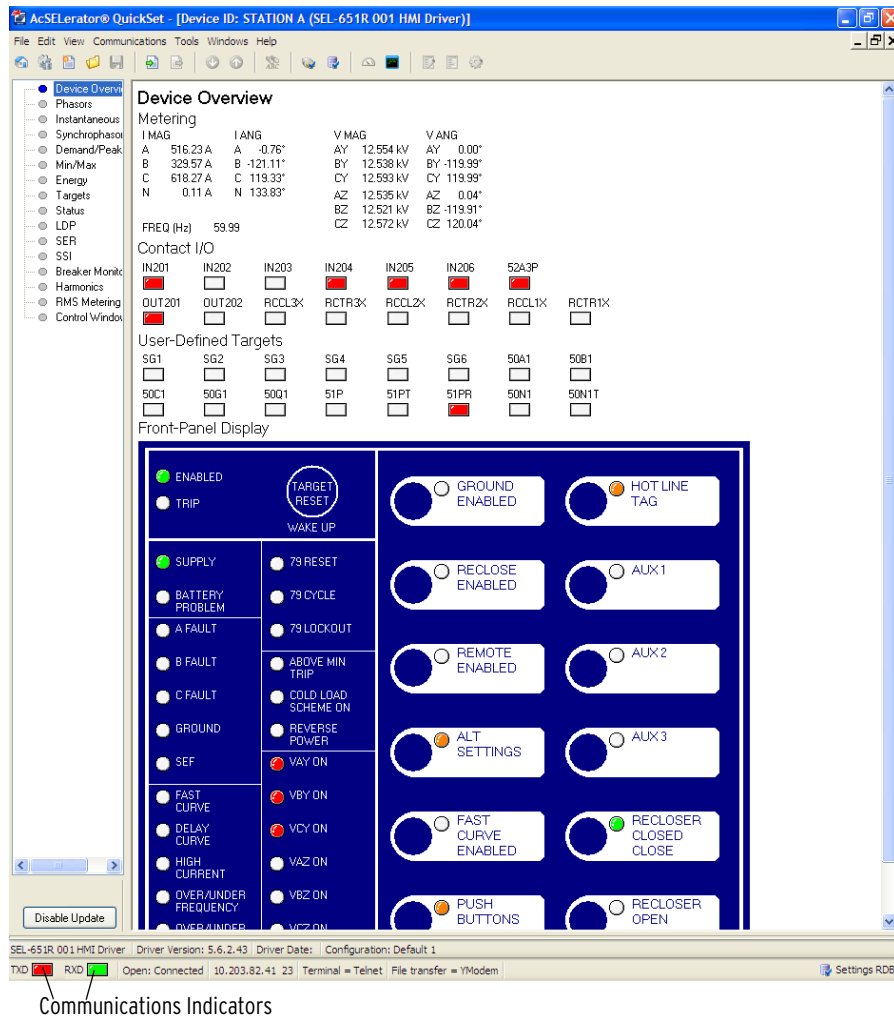 AcSELerator® QuickSet - [Device ID: STATION A (SEL-651R 001 HMI Driver)]
File Edit View Communications Tools Windows Help
Device Overvi
Phasors
Instantaneous
Synchrophasor
Demand/Peak
Min/Max
Energy
Targets
Status
LDP
SER
SSI
Breaker Monito
Harmonics
RMS Metering
Control Window
Disable Update
Device Overview
Metering
I MAG I ANG V MAG V ANG
A 516.23 A A -0.76° AY 12.554 kV AY 0.00°
B 329.57 A B -121.11° BY 12.538 kV BY -119.99°
C 618.27 A C 119.33° CY 12.593 kV CY 119.99°
N 0.11 A N 133.83° AZ 12.535 kV AZ 0.04°
BZ 12.521 kV BZ -119.91°
FREQ (Hz) 59.99 CZ 12.572 kV CZ 120.04°
Contact I/O
IN201 IN202 IN203 IN204 IN205 IN206 52A3P
OUT201 OUT202 RCCL3X RCTR3X RCCL2X RCTR2X RCCL1X RCTR1X
User-Defined Targets
SG1 SG2 SG3 SG4 SG5 SG6 50A1 50B1
50C1 50G1 50Q1 51P 51PT 51PR 50N1 50N1T
Front-Panel Display
ENABLED
TRIP
TARGET
RESET
WAKE UP
SUPPLY
BATTERY
PROBLEM
A FAULT
B FAULT
C FAULT
GROUND
SEF
FAST
CURVE
DELAY
CURVE
HIGH
CURRENT
OVER/UNDER
FREQUENCY
OVER/UNDER
79 RESET
79 CYCLE
79 LOCKOUT
ABOVE MIN
TRIP
COLD LOAD
SCHEME ON
REVERSE
POWER
VAY ON
VBY ON
VCY ON
VAZ ON
VBZ ON
VCZ ON
GROUND
ENABLED
RECLOSE
ENABLED
REMOTE
ENABLED
ALT
SETTINGS
FAST
CURVE
ENABLED
PUSH
BUTTONS
HOT LINE
TAG
AUX 1
AUX 2
AUX 3
RECLOSER
CLOSED
CLOSE
RECLOSER
OPEN
SEL-651R 001 HMI Driver Driver Version: 5.6.2.43 Driver Date: Configuration: Default 1
TXD RXD Open: Connected 10.203.82.41 23 Terminal = Telnet File transfer = YModem Settings RDB
Communications Indicators